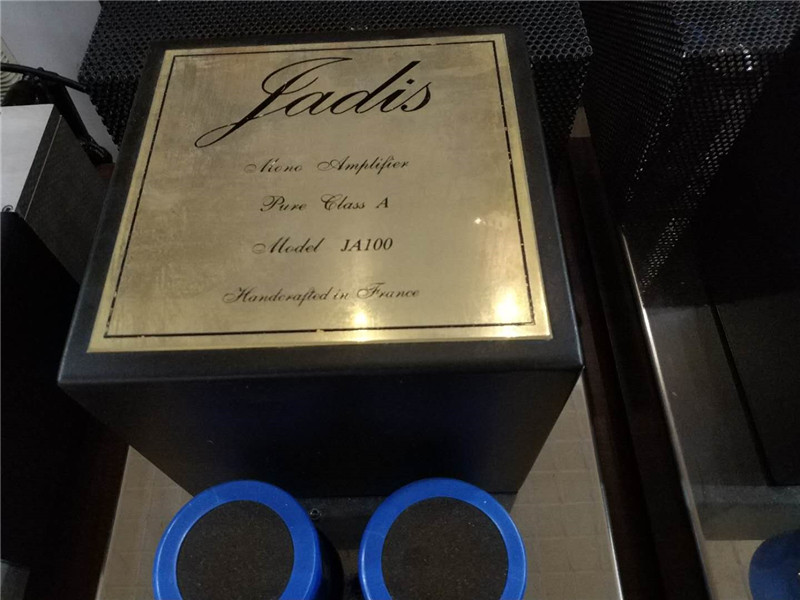 Jadis
Mono Amplifier
Pure Class A
Model JA100
Handcrafted in France